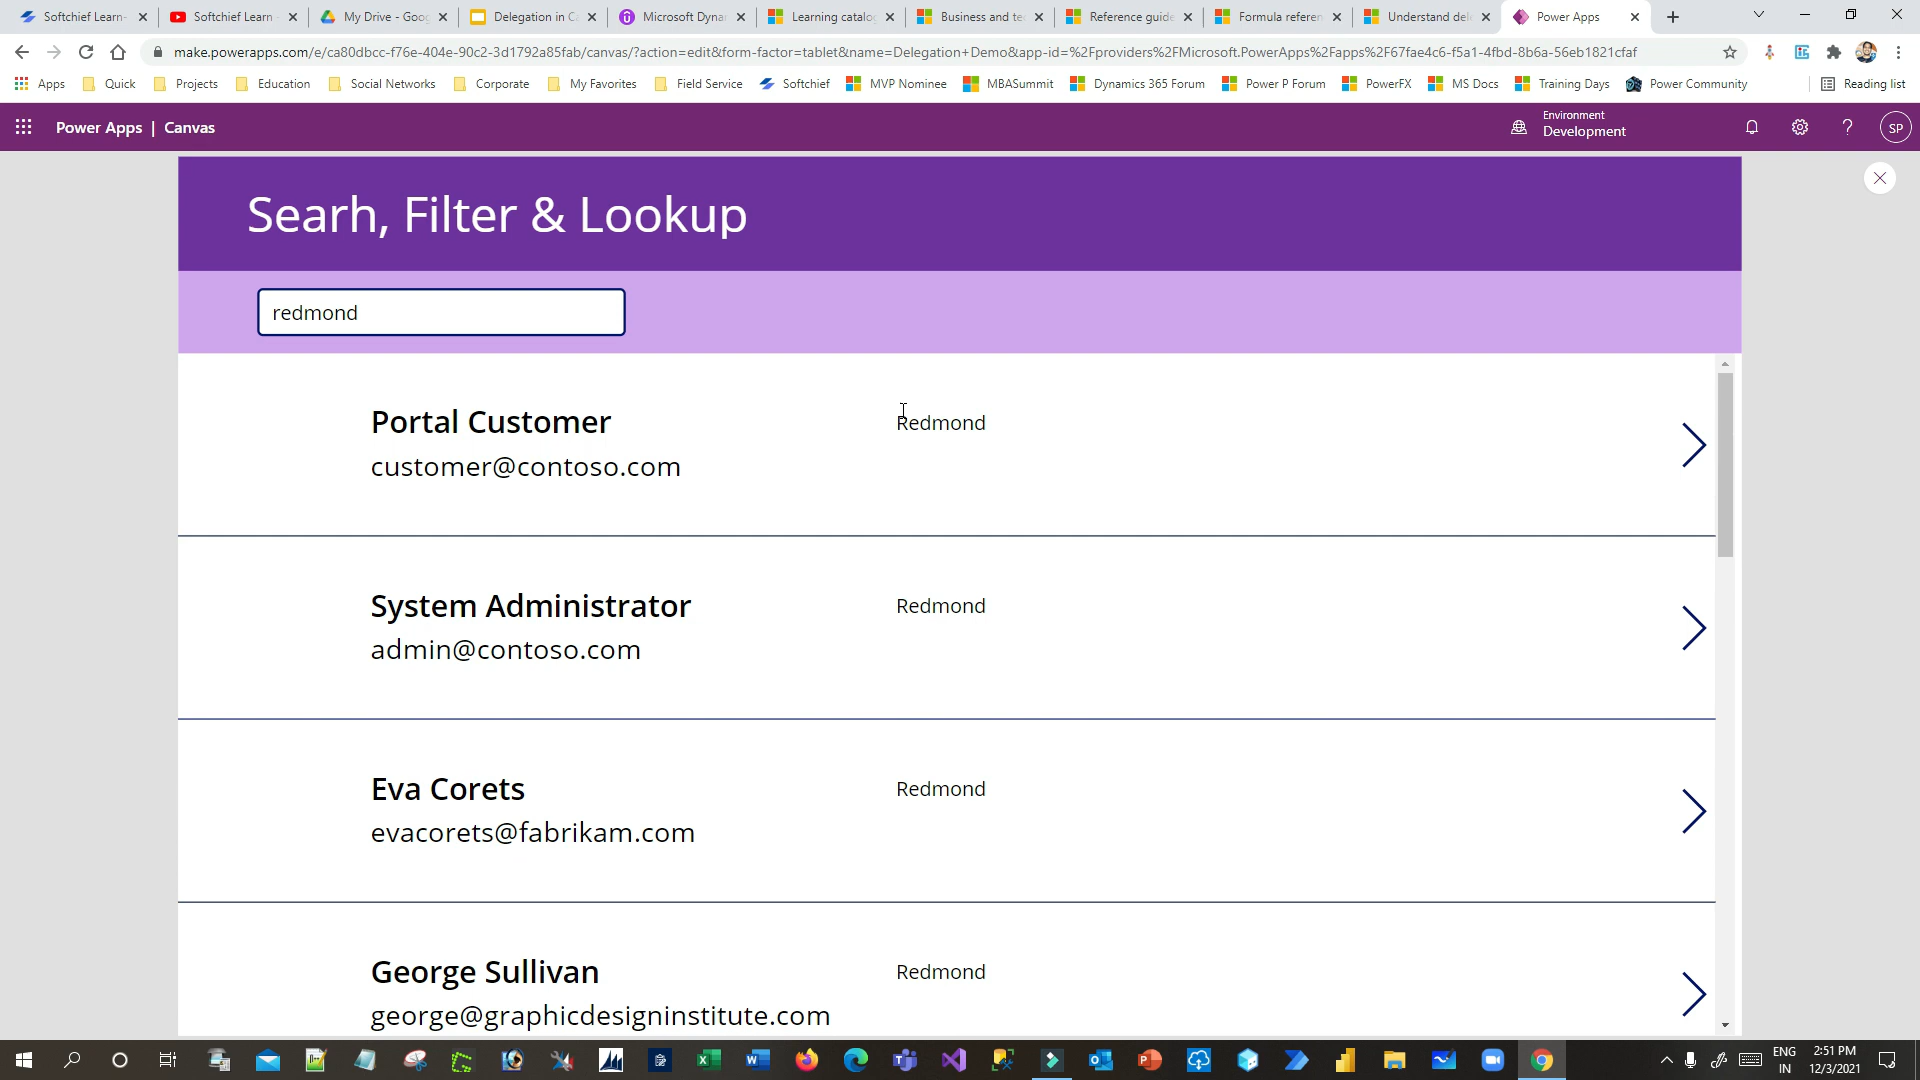 Softchief Learn-
Softchief Learn
My Drive - Goo
Delegation in C
Microsoft Dyna
Learning catalo
Business and te
Reference guide
Formula referen
Understand del
Power Apps
make.powerapps.com/e/ca80dbcc-f76e-404e-90c2-3d1792a85fab/canvas/?action=edit&form-factor=tablet&name=Delegation+Demo&app-id=%2Fproviders%2FMicrosoft.PowerApps%2Fapps%2F67fae4c6-f5a1-4fbd-8b6a-56eb1821cfaf
Apps
Quick
Projects
Education
Social Networks
Corporate
My Favorites
Field Service
Softchief
MVP Nominee
MBASummit
Dynamics 365 Forum
Power P Forum
PowerFX
MS Docs
Training Days
Power Community
Reading list
Power Apps | Canvas
Environment
Development
SP
Searh, Filter & Lookup
redmond
Portal Customer
Redmond
customer@contoso.com
System Administrator
Redmond
admin@contoso.com
Eva Corets
Redmond
evacorets@fabrikam.com
George Sullivan
Redmond
george@graphicdesigninstitute.com
ENG
IN
2:51 PM
12/3/2021